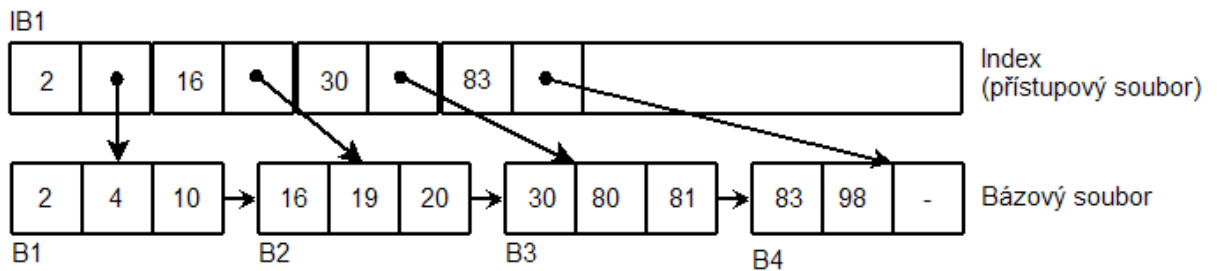 IB1
2 16 30 83
Index
(přístupový soubor)
2 4 10 16 19 20 30 80 81 83 98 -
Bázový soubor
B1 B2 B3 B4